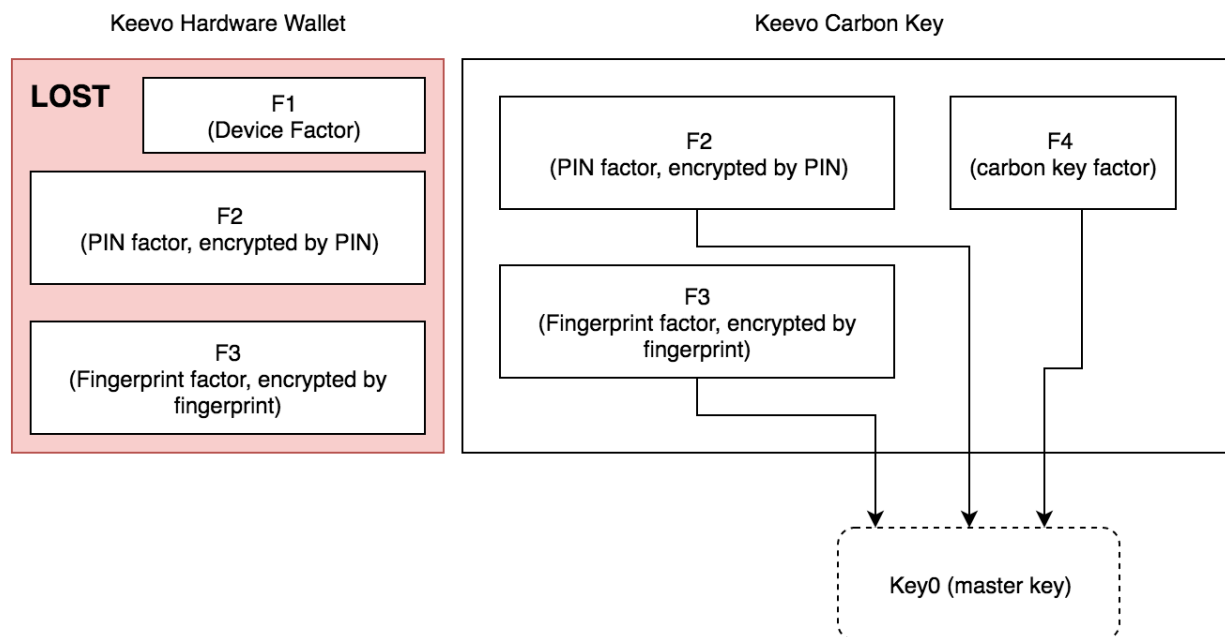 Keevo Hardware Wallet
Keevo Carbon Key
LOST
F1
(Device Factor)
F2
(PIN factor, encrypted by PIN)
F3
(Fingerprint factor, encrypted by
fingerprint)
F2
(PIN factor, encrypted by PIN)
F4
(carbon key factor)
F3
(Fingerprint factor, encrypted by
fingerprint)
Key0 (master key)